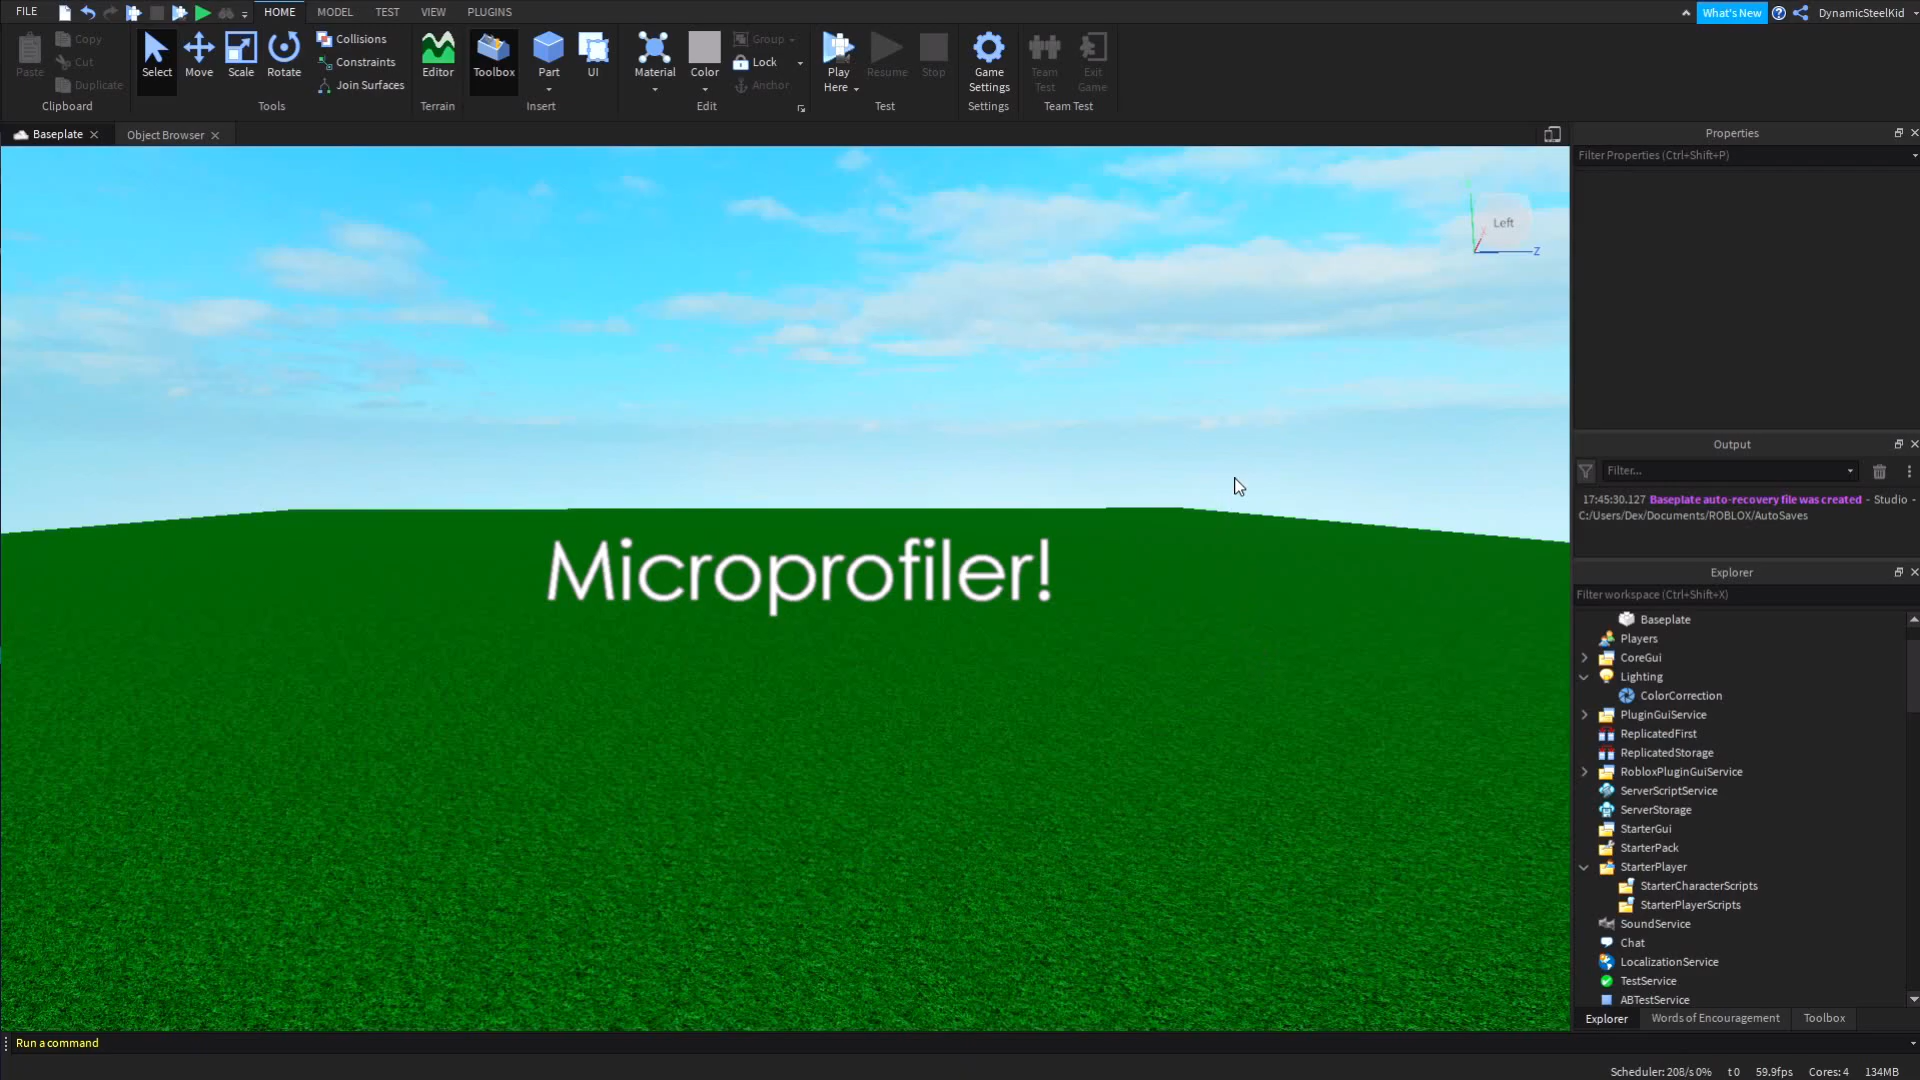 FILE HOME MODEL TEST VIEW PLUGINS What's New DynamicSteelKid
Paste Copy Cut Duplicate Clipboard
Select Move Scale Rotate Collisions Constraints Join Surfaces Tools
Editor Terrain
Toolbox Part UI Insert
Material Color Group Lock Anchor Edit
Play Here Resume Stop Test
Game Settings Settings
Team Test Exit Game Team Test
Baseplate Object Browser
Left
Z
Microprofiler!
Properties
Filter Properties (Ctrl+Shift+P)
Output
Filter...
17:45:30.127 Baseplate auto-recovery file was created - Studio -
C:/Users/Dex/Documents/ROBLOX/AutoSaves
Explorer
Filter workspace (Ctrl+Shift+X)
Baseplate
Players
CoreGui
Lighting
ColorCorrection
PluginGuiService
ReplicatedFirst
ReplicatedStorage
RobloxPluginGuiService
ServerScriptService
ServerStorage
StarterGui
StarterPack
StarterPlayer
StarterCharacterScripts
StarterPlayerScripts
SoundService
Chat
LocalizationService
TestService
ABTestService
Explorer Words of Encouragement Toolbox
Run a command
Scheduler: 208/s 0% t 0 59.9fps Cores: 4 134MB